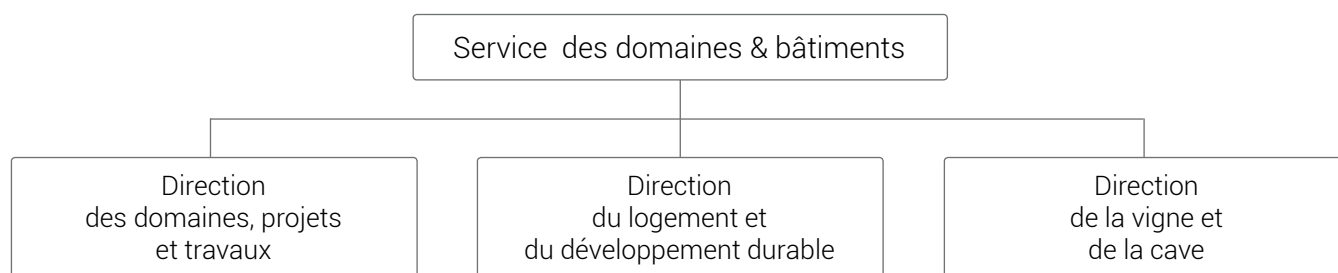 Service des domaines & bâtiments
Direction
des domaines, projets
et travaux
Direction
du logement et
du développement durable
Direction
de la vigne et
de la cave